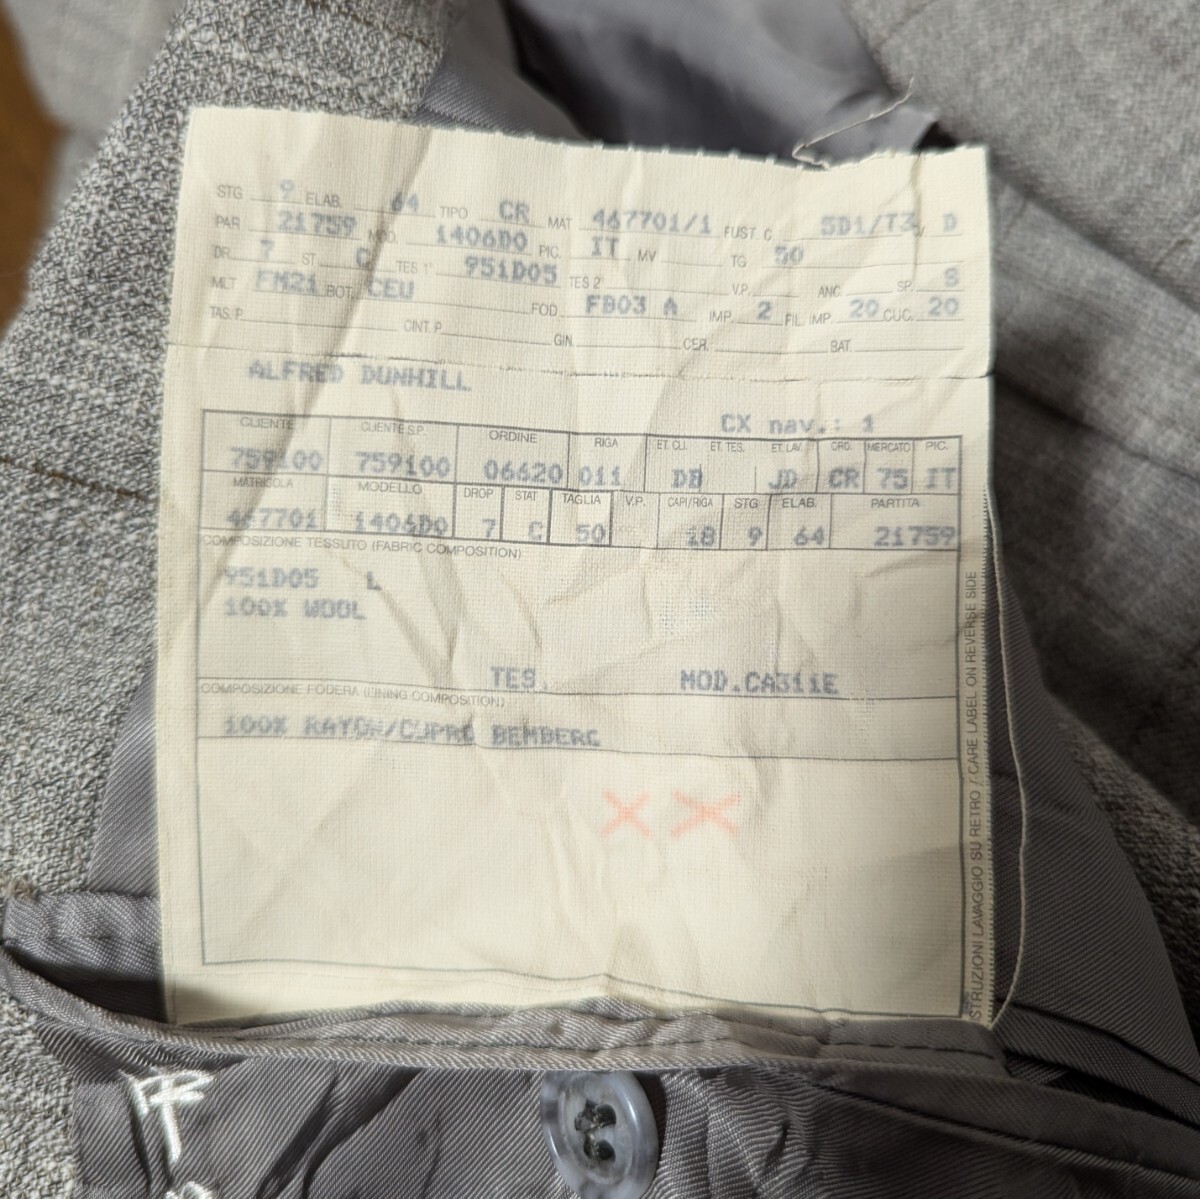 STG 9 ELAB. 64 TIPO CR MAT 467701/1 FUST. C 5D1/T3 V. D
PAR 21759 MOD. 1406D0 PIC. IT MV TG 50
DR. 7 ST C TES 1° 951D05 TES 2 V.P. ANC. SP. S
MLT FM21 BOT. CEU FOD. FB03 A IMP. 2 FIL. IMP. 20 CUC. 20
TAS. P. CINT. P. GIN. CER. BAT.
ALFRED DUNHILL
CX nav.: 1
CLIENTE CLIENTE S.P. ORDINE RIGA ET. CLI. ET. TES. ET. LAV. ORG. MERCATO PIC.
759100 759100 06620 011 DB JD CR 75 IT
MATRICOLA MODELLO DROP STAT TAGLIA V.P. CAPI/RIGA STG ELAB. PARTITA
467701 1406D0 7 C 50 18 9 64 21759
COMPOSIZIONE TESSUTO (FABRIC COMPOSITION)
951D05 L
100% WOOL
TES. MOD.CA311E
COMPOSIZIONE FODERA (LINING COMPOSITION)
100% RAYON/CUPRO BEMBERG
XX
ISTRUZIONI LAVAGGIO SU RETRO / CARE LABEL ON REVERSE SIDE